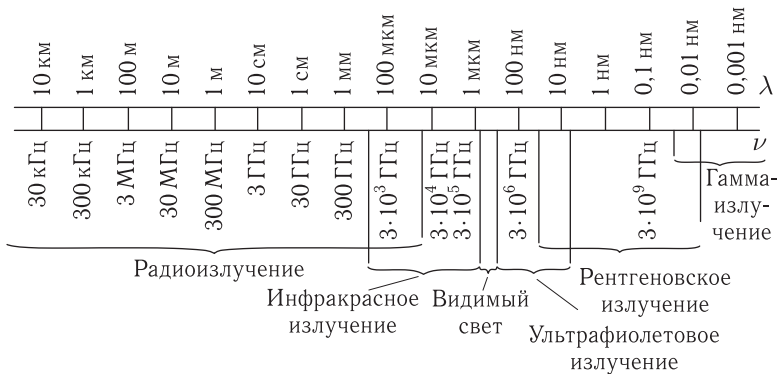 10 км 1 км 100 м 10 м 1 м 10 см 1 см 1 мм 100 мкм 10 мкм 1 мкм 100 нм 10 нм 1 нм 0,1 нм 0,01 нм 0,001 нм λ
30 кГц 300 кГц 3 МГц 30 МГц 300 МГц 3 ГГц 30 ГГц 300 ГГц 3·10³ ГГц 3·10⁴ ГГц 3·10⁵ ГГц 3·10⁶ ГГц 3·10⁹ ГГц ν
Гамма-
излу-
чение
Радиоизлучение
Инфракрасное
излучение
Видимый
свет
Рентгеновское
излучение
Ультрафиолетовое
излучение